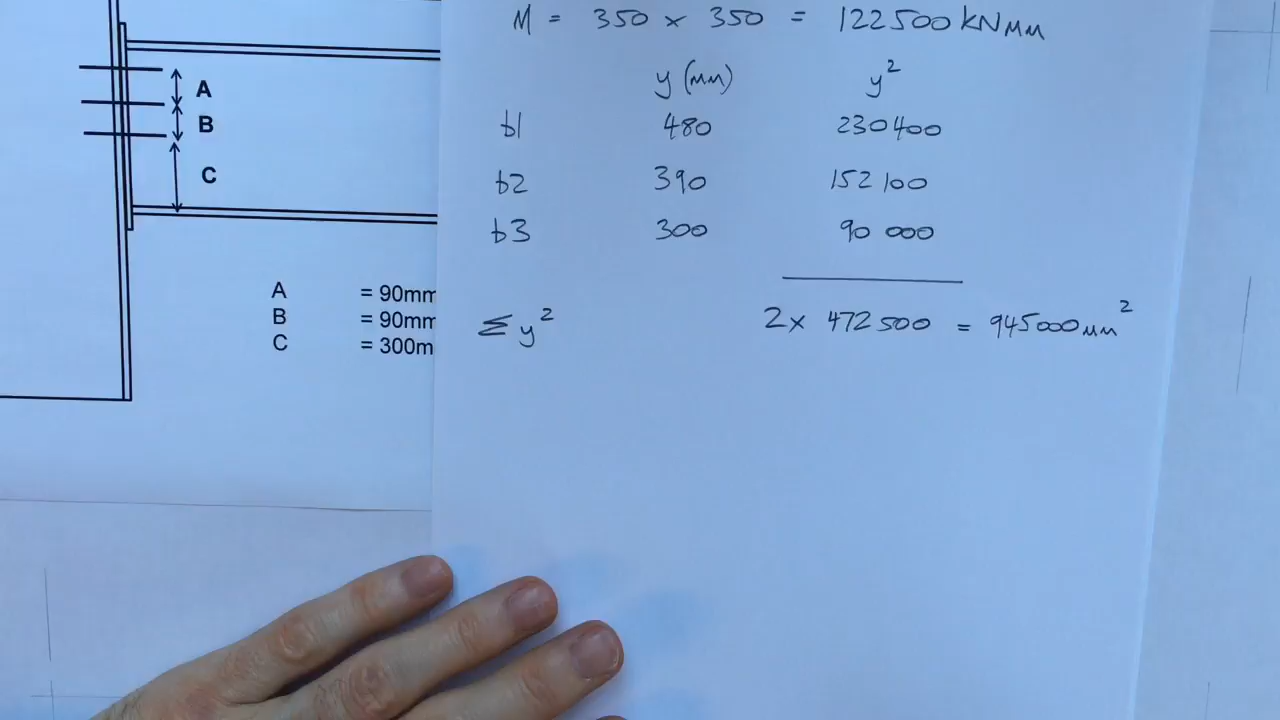 M = 350 x 350 = 122500 kNmm
y (mm) y²
b1 480 230400
b2 390 152100
b3 300 90 000
Σy² 2x 472500 = 945000mm²
A
B
C
A = 90mm
B = 90mm
C = 300m